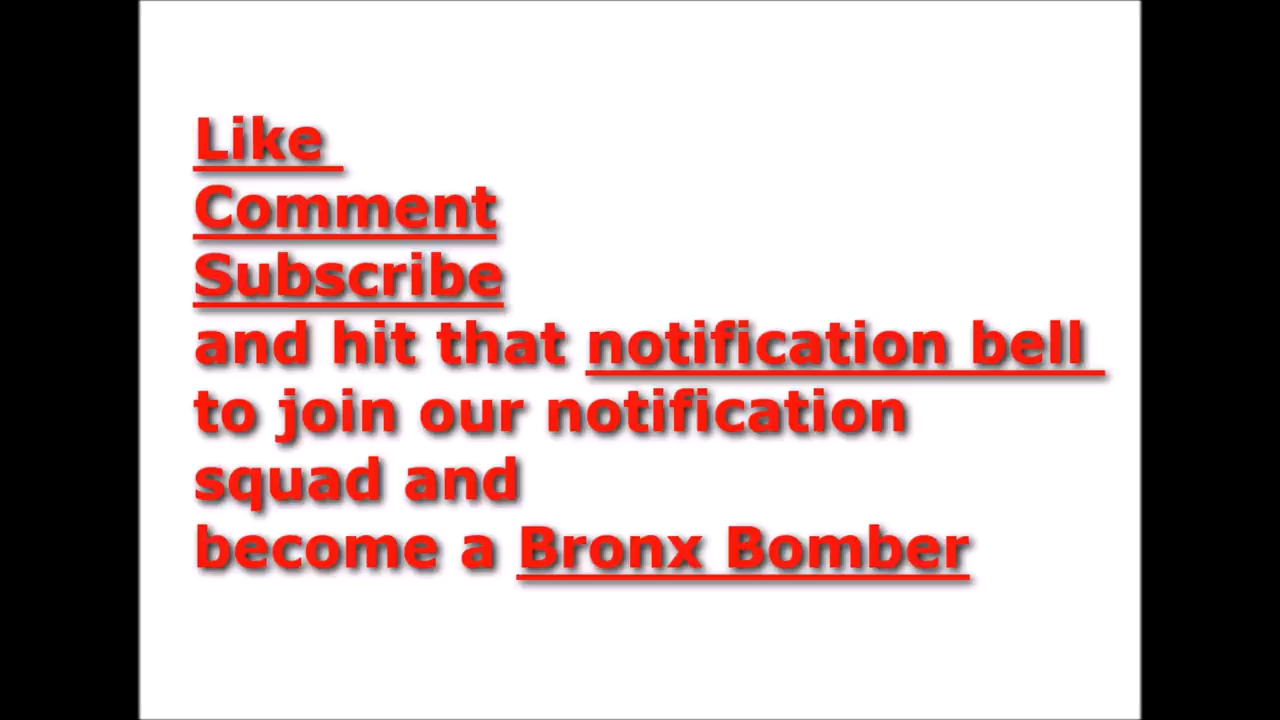 Like
Comment
Subscribe
and hit that notification bell
to join our notification
squad and
become a Bronx Bomber